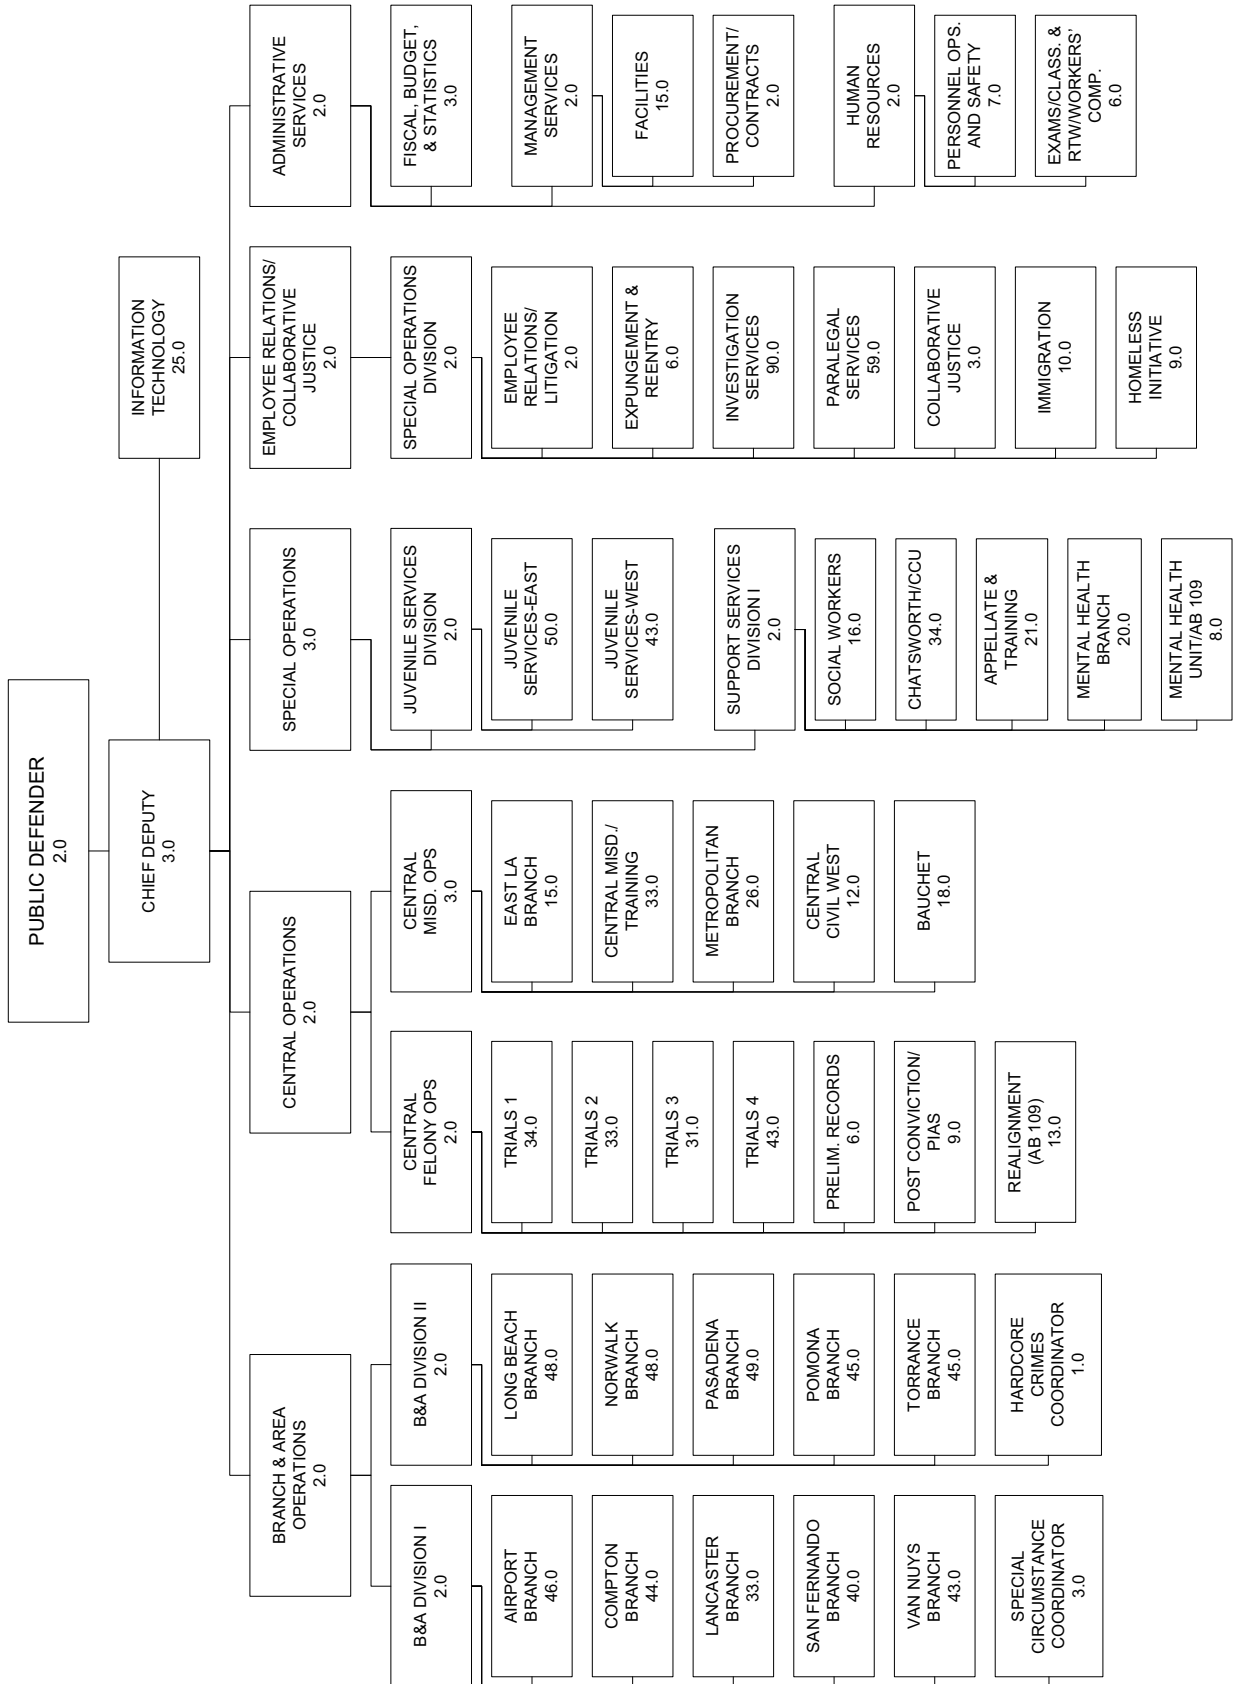 PUBLIC DEFENDER
2.0
CHIEF DEPUTY
3.0
INFORMATION
TECHNOLOGY
25.0
BRANCH & AREA
OPERATIONS
2.0
B&A DIVISION I
2.0
AIRPORT
BRANCH
46.0
COMPTON
BRANCH
44.0
LANCASTER
BRANCH
33.0
SAN FERNANDO
BRANCH
40.0
VAN NUYS
BRANCH
43.0
SPECIAL
CIRCUMSTANCE
COORDINATOR
3.0
B&A DIVISION II
2.0
LONG BEACH
BRANCH
48.0
NORWALK
BRANCH
48.0
PASADENA
BRANCH
49.0
POMONA
BRANCH
45.0
TORRANCE
BRANCH
45.0
HARDCORE
CRIMES
COORDINATOR
1.0
CENTRAL OPERATIONS
2.0
CENTRAL
FELONY OPS
2.0
TRIALS 1
34.0
TRIALS 2
33.0
TRIALS 3
31.0
TRIALS 4
43.0
PRELIM. RECORDS
6.0
POST CONVICTION/
PIAS
9.0
REALIGNMENT
(AB 109)
13.0
CENTRAL
MISD. OPS
3.0
EAST LA
BRANCH
15.0
CENTRAL MISD./
TRAINING
33.0
METROPOLITAN
BRANCH
26.0
CENTRAL
CIVIL WEST
12.0
BAUCHET
18.0
SPECIAL OPERATIONS
3.0
JUVENILE SERVICES
DIVISION
2.0
JUVENILE
SERVICES-EAST
50.0
JUVENILE
SERVICES-WEST
43.0
SUPPORT SERVICES
DIVISION I
2.0
SOCIAL WORKERS
16.0
CHATSWORTH/CCU
34.0
APPELLATE &
TRAINING
21.0
MENTAL HEALTH
BRANCH
20.0
MENTAL HEALTH
UNIT/AB 109
8.0
EMPLOYEE RELATIONS/
COLLABORATIVE
JUSTICE
2.0
SPECIAL OPERATIONS
DIVISION
2.0
EMPLOYEE
RELATIONS/
LITIGATION
2.0
EXPUNGEMENT &
REENTRY
6.0
INVESTIGATION
SERVICES
90.0
PARALEGAL
SERVICES
59.0
COLLABORATIVE
JUSTICE
3.0
IMMIGRATION
10.0
HOMELESS
INITIATIVE
9.0
ADMINISTRATIVE
SERVICES
2.0
FISCAL, BUDGET,
& STATISTICS
3.0
MANAGEMENT
SERVICES
2.0
FACILITIES
15.0
PROCUREMENT/
CONTRACTS
2.0
HUMAN
RESOURCES
2.0
PERSONNEL OPS.
AND SAFETY
7.0
EXAMS/CLASS. &
RTW/WORKERS'
COMP.
6.0